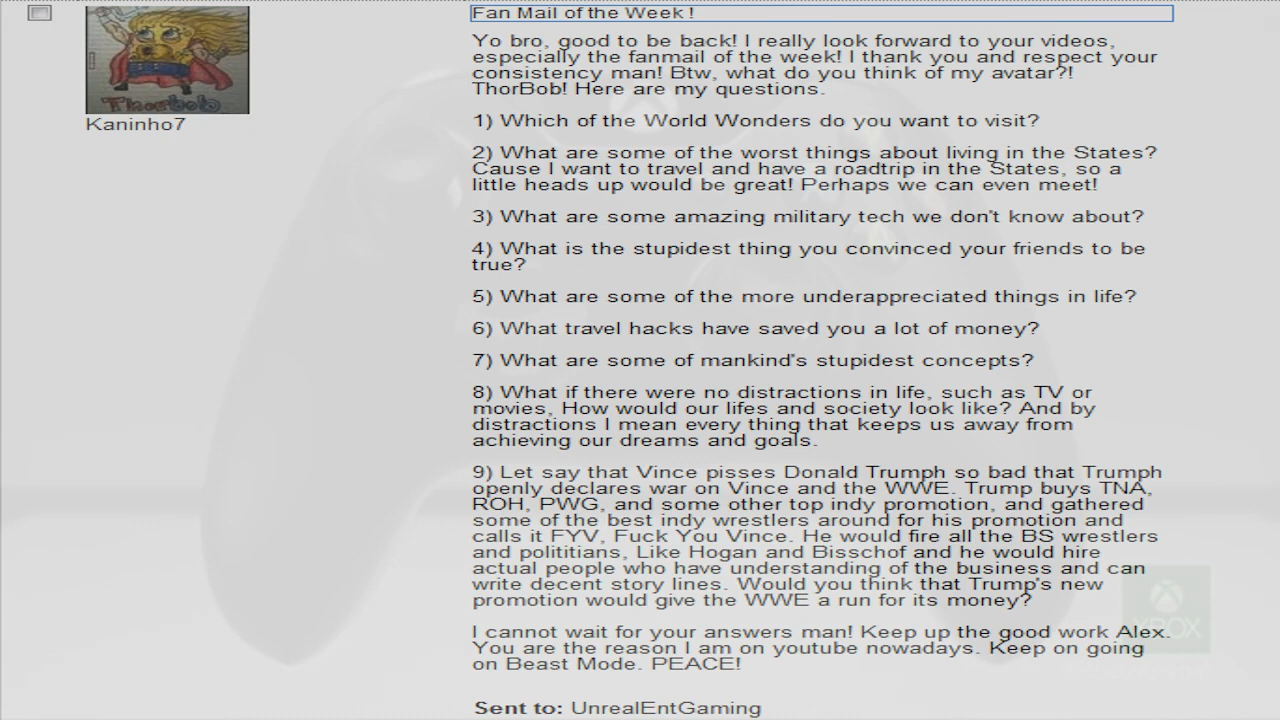 Fan Mail of the Week !
Yo bro, good to be back! I really look forward to your videos,
especially the fanmail of the week! I thank you and respect your
consistency man! Btw, what do you think of my avatar?!
ThorBob! Here are my questions.
Thorbob
Kaninho7
1) Which of the World Wonders do you want to visit?
2) What are some of the worst things about living in the States?
Cause I want to travel and have a roadtrip in the States, so a
little heads up would be great! Perhaps we can even meet!
3) What are some amazing military tech we don't know about?
4) What is the stupidest thing you convinced your friends to be
true?
5) What are some of the more underappreciated things in life?
6) What travel hacks have saved you a lot of money?
7) What are some of mankind's stupidest concepts?
8) What if there were no distractions in life, such as TV or
movies, How would our lifes and society look like? And by
distractions I mean every thing that keeps us away from
achieving our dreams and goals.
9) Let say that Vince pisses Donald Trumph so bad that Trumph
openly declares war on Vince and the WWE. Trump buys TNA,
ROH, PWG, and some other top indy promotion, and gathered
some of the best indy wrestlers around for his promotion and
calls it FYV, Fuck You Vince. He would fire all the BS wrestlers
and polititians, Like Hogan and Bisschof and he would hire
actual people who have understanding of the business and can
write decent story lines. Would you think that Trump's new
promotion would give the WWE a run for its money?
I cannot wait for your answers man! Keep up the good work Alex.
You are the reason I am on youtube nowadays. Keep on going
on Beast Mode. PEACE!
XBOX
Sent to: UnrealEntGaming